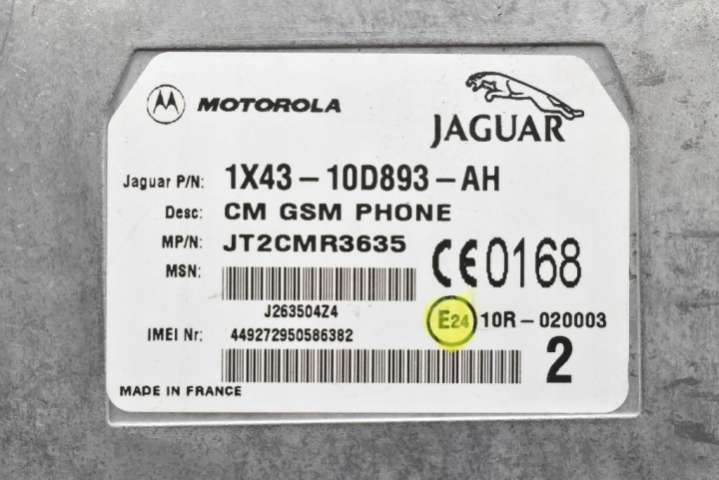 MOTOROLA
JAGUAR
Jaguar P/N: 1X43-10D893-AH
Desc: CM GSM PHONE
MP/N: JT2CMR3635
CE0168
MSN:
J263504Z4
E24 10R-020003
IMEI Nr: 449272950586382
2
MADE IN FRANCE